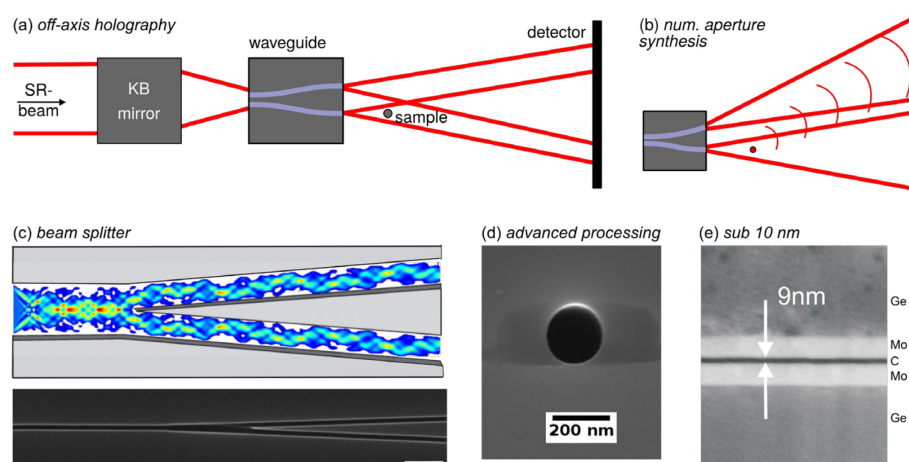 (a) off-axis holography
waveguide
detector
SR-
beam
KB
mirror
sample
(b) num. aperture
synthesis
(c) beam splitter
(d) advanced processing
200 nm
(e) sub 10 nm
9nm
Ge
Mo
C
Mo
Ge